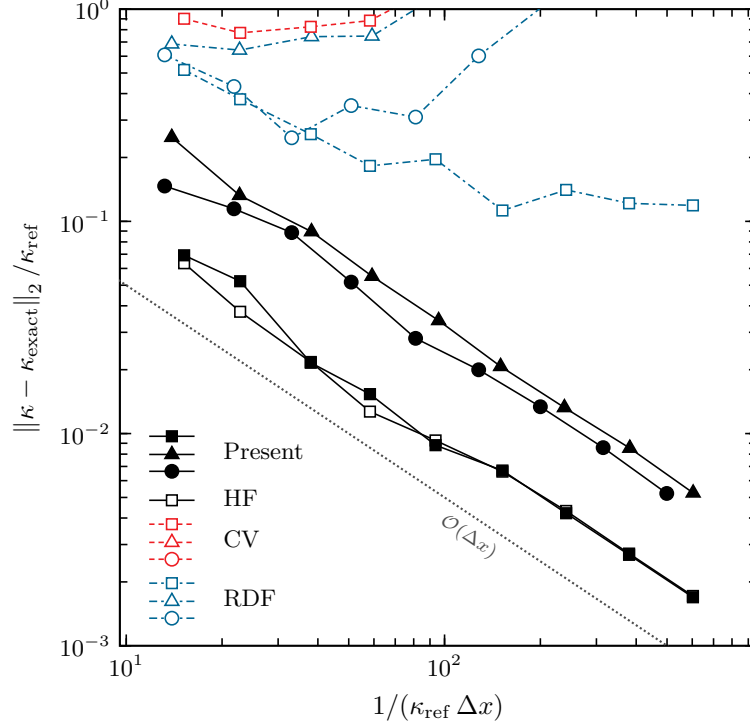 10^0
10^{-1}
10^{-2}
10^{-3}
‖κ − κ_exact‖_2 / κ_ref
Present
HF
CV
RDF
𝒪(Δx)
10^1
10^2
1/(κ_ref Δx)